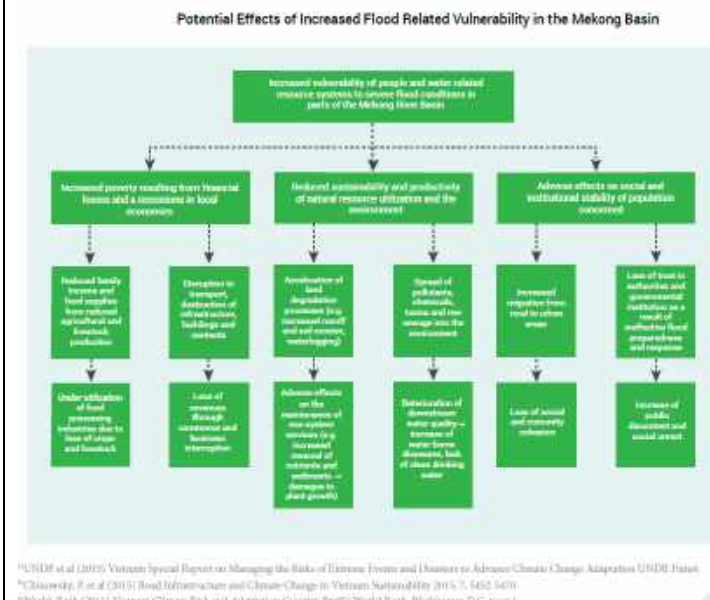 Potential Effects of Increased Flood Related Vulnerability in the Mekong Basin
Increased vulnerability of people and water related
resource systems to severe flood conditions in
parts of the Mekong River Basin
Increased poverty resulting from financial
losses and a recession in local
economies
Reduced sustainability and productivity
of natural resource utilization and the
environment
Adverse effects on social and
institutional stability of population
concerned
Reduced family
income and
food supplies
from reduced
agricultural and
livestock
production
Disruption to
transport,
destruction of
infrastructure,
buildings and
contents
Acceleration of
land
degradation
processes (e.g.
increased runoff
and soil erosion,
waterlogging)
Spread of
pollutants,
chemicals,
toxins and raw
sewage into the
environment
Increased
migration from
rural to urban
areas
Loss of trust in
authorities and
governmental
institution as a
result of
ineffective flood
preparedness
and response
Under utilization
of food
processing
industries due to
loss of crops
and livestock
Loss of
revenues
through
commerce and
business
interruption
Adverse effects
on the
maintenance of
eco-system
services (e.g.
increased
removal of
nutrients and
sediments →
damages to
plant growth)
Deterioration of
downstream
water quality →
increase of
water borne
diseases, lack
of clean drinking
water
Loss of social
and
cohesion
Increase of
public
discontent and
social unrest
UNDP et al (2015) Vietnam Special Report on Managing the Risks of Extreme Events and Disasters to Advance Climate Change Adaptation UNDP,
Chinowsky, P. et al (2015) Road Infrastructure and Climate Change in Vietnam Sustainability 2015, 7, 5452-5470